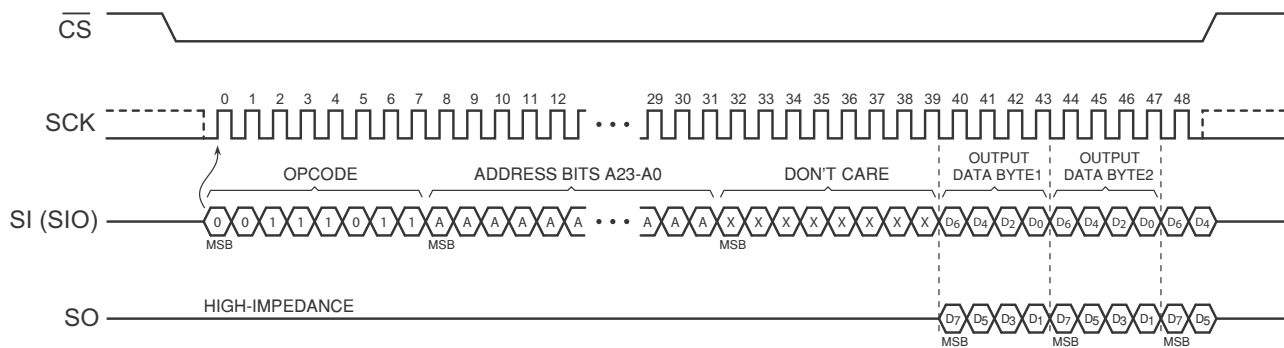 CS
SCK
0 1 2 3 4 5 6 7 8 9 10 11 12 29 30 31 32 33 34 35 36 37 38 39 40 41 42 43 44 45 46 47 48
OPCODE
ADDRESS BITS A23-A0
DON'T CARE
OUTPUT
DATA BYTE1
OUTPUT
DATA BYTE2
SI (SIO)
0 0 1 1 1 0 1 1 A A A A A A A A A X X X X X X X X D6 D4 D2 D0 D6 D4 D2 D0 D6 D4
MSB MSB MSB
HIGH-IMPEDANCE
SO
D7 D5 D3 D1 D7 D5 D3 D1 D7 D5
MSB MSB MSB